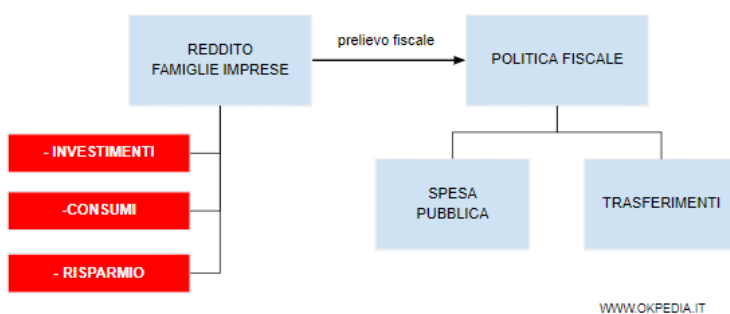 REDDITO
FAMIGLIE IMPRESE
prelievo fiscale
POLITICA FISCALE
- INVESTIMENTI
-CONSUMI
- RISPARMIO
SPESA
PUBBLICA
TRASFERIMENTI
WWW.OKPEDIA.IT